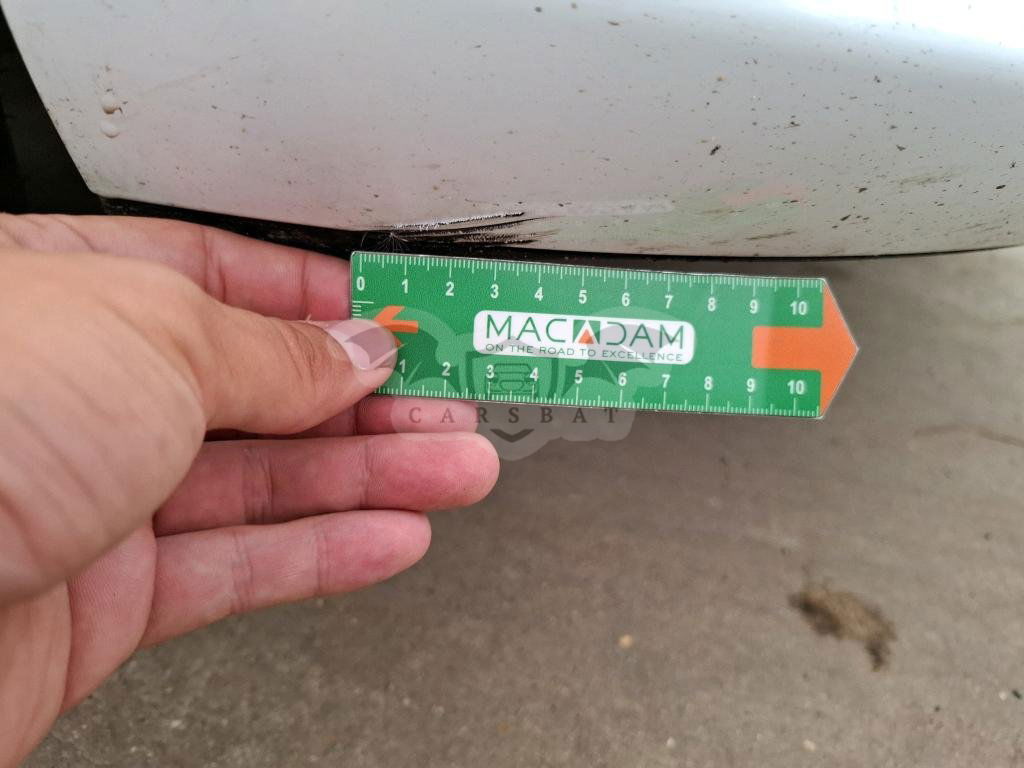 0 1 2 3 4 5 6 7 8 9 10
MACADAM
ON THE ROAD TO EXCELLENCE
1 2 3 4 5 6 7 8 9 10
CARSBAT